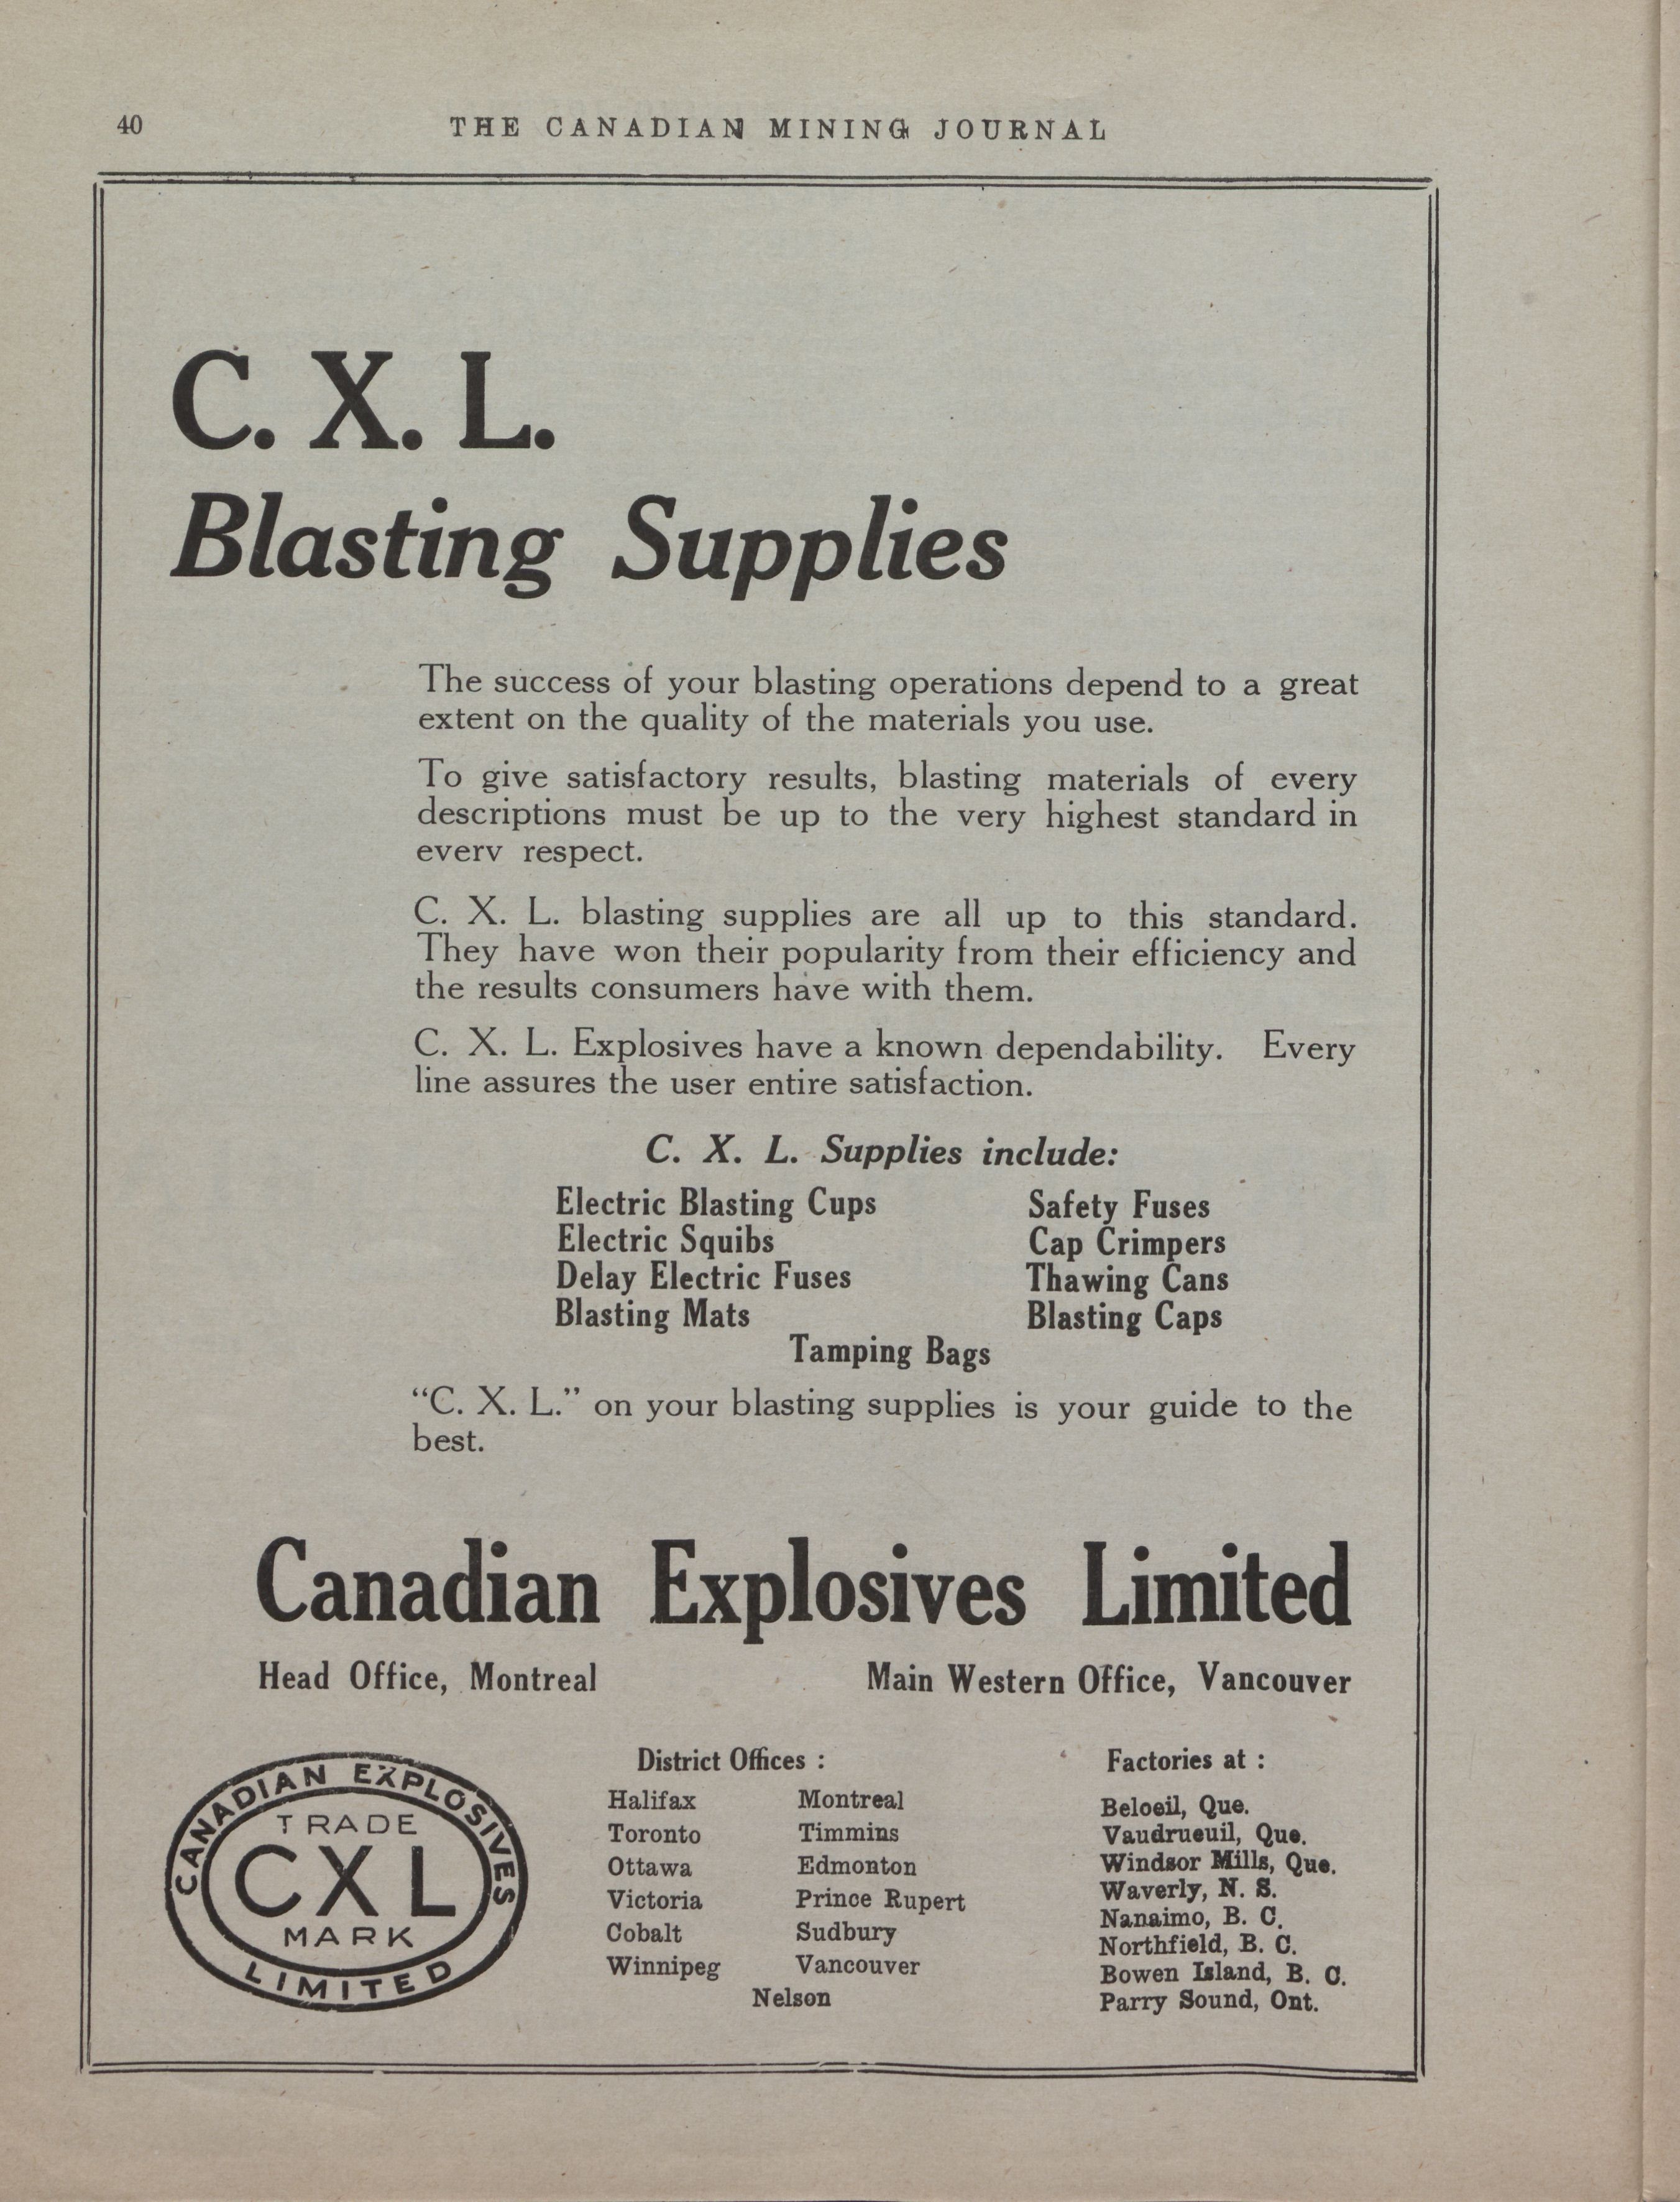 40
THE CANADIAN MINING JOURNAL
C. X. L.
Blasting Supplies
The success of your blasting operations depend to a great
extent on the quality of the materials you use.
To give satisfactory results, blasting materials of every
descriptions must be up to the very highest standard in
everv respect.
C. X. L. blasting supplies are all up to this standard.
They have won their popularity from their efficiency and
the results consumers have with them.
C. X. L. Explosives have a known dependability. Every
line assures the user entire satisfaction.
C. X. L. Supplies include:
Electric Blasting Cups
Electric Squibs
Delay Electric Fuses
Blasting Mats
Safety Fuses
Cap Crimpers
Thawing Cans
Blasting Caps
Tamping Bags
“C. X. L.” on your blasting supplies is your guide to the
best.
Canadian Explosives Limited
Head Office, Montreal
Main Western Office, Vancouver
CANADIAN EXPLOSIVES
TRADE
CXL
MARK
LIMITED
District Offices :
Halifax
Toronto
Ottawa
Victoria
Cobalt
Winnipeg
Montreal
Timmins
Edmonton
Prince Rupert
Sudbury
Vancouver
Nelson
Factories at :
Beloeil, Que.
Vaudrueuil, Que.
Windsor Mills, Que.
Waverly, N. S.
Nanaimo, B. C.
Northfield, B. C.
Bowen Island, B. C.
Parry Sound, Ont.